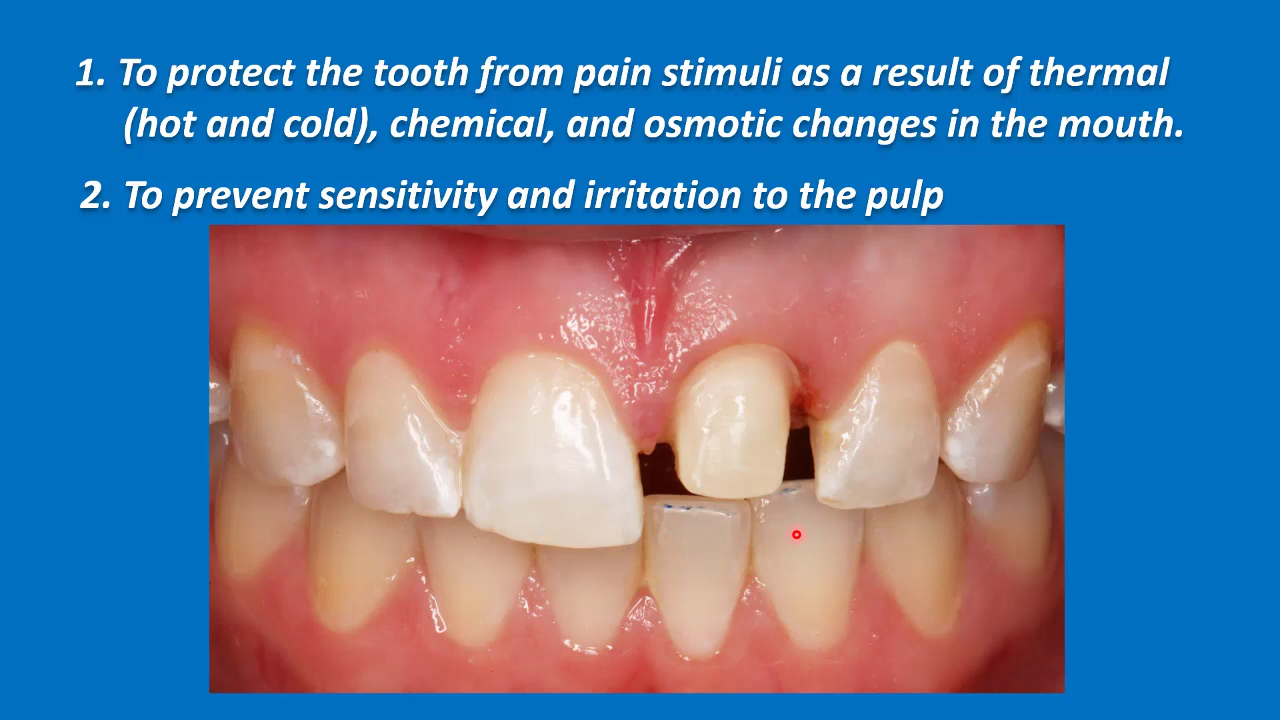 1. To protect the tooth from pain stimuli as a result of thermal
(hot and cold), chemical, and osmotic changes in the mouth.
2. To prevent sensitivity and irritation to the pulp